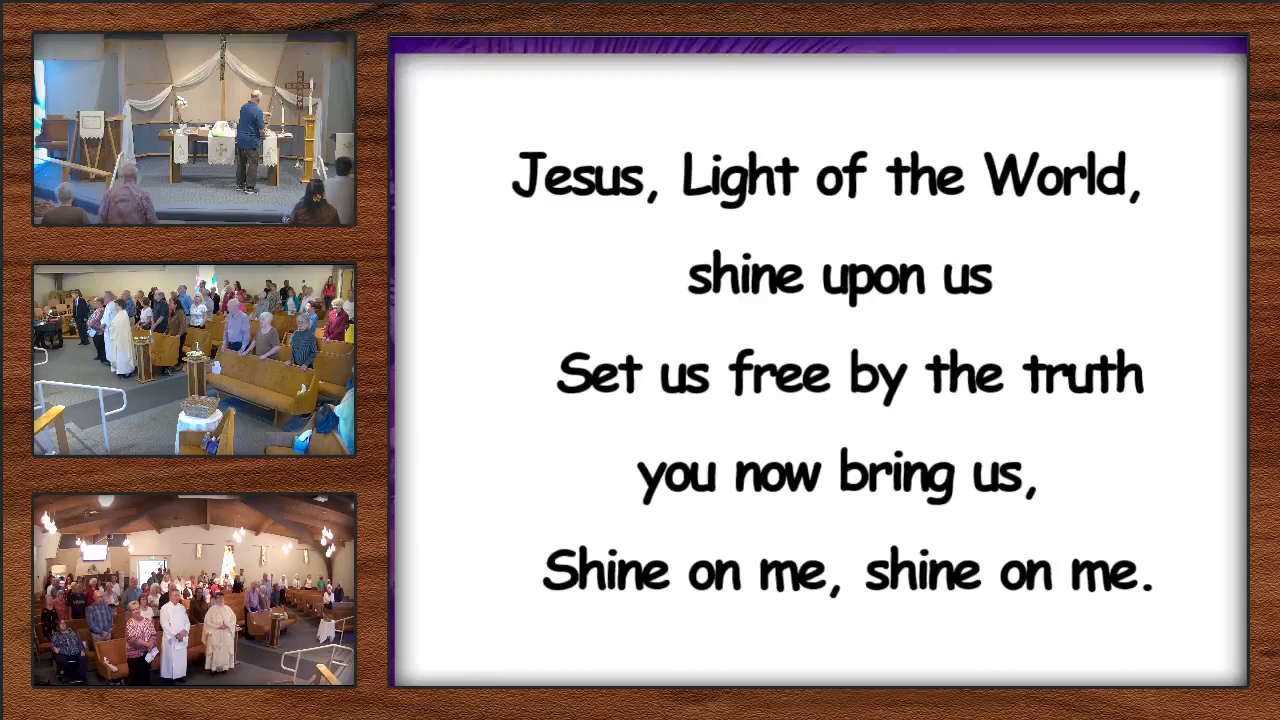 Jesus, Light of the World,
shine upon us
Set us free by the truth
you now bring us,
Shine on me, shine on me.